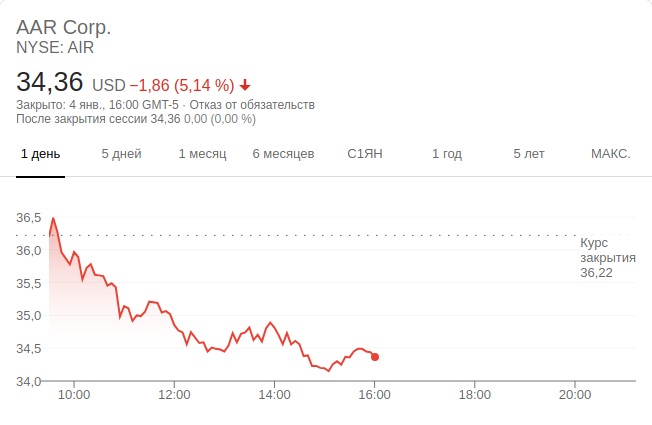 AAR Corp.
NYSE: AIR
34,36 USD −1,86 (5,14 %)
Закрыто: 4 янв., 16:00 GMT-5 · Отказ от обязательств
После закрытия сессии 34,36 0,00 (0,00 %)
1 день 5 дней 1 месяц 6 месяцев С1ЯН 1 год 5 лет МАКС.
36,5
36,0
35,5
35,0
34,5
34,0
Курс
закрытия
36,22
10:00 12:00 14:00 16:00 18:00 20:00